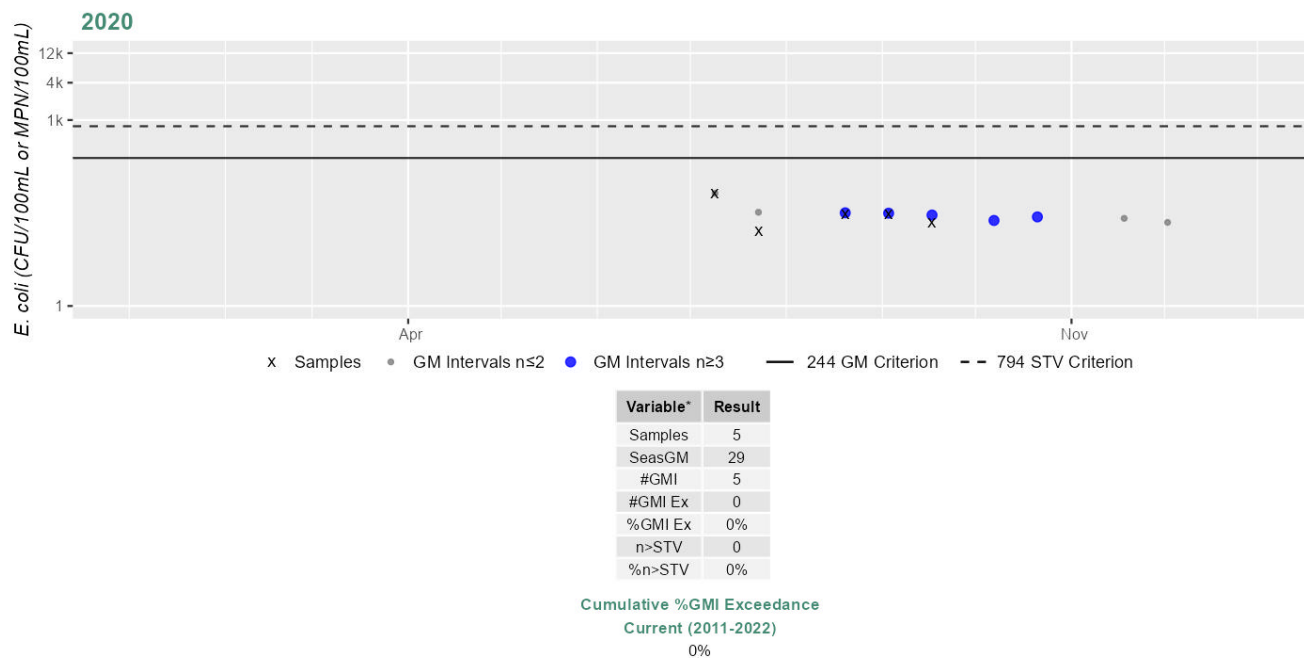 2020
E. coli (CFU/100mL or MPN/100mL)
12k
4k
1k
1
Apr
Nov
x Samples GM Intervals n≤2 GM Intervals n≥3 244 GM Criterion 794 STV Criterion
Variable* Result
Samples 5
SeasGM 29
#GMI 5
#GMI Ex 0
%GMI Ex 0%
n>STV 0
%n>STV 0%
Cumulative %GMI Exceedance
Current (2011-2022)
0%